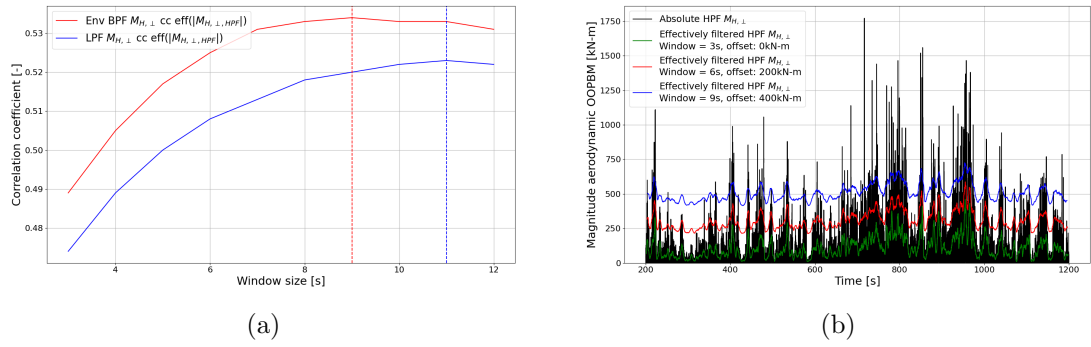 Env BPF M_{H,⊥} cc eff(|M_{H,⊥,HPF}|)
LPF M_{H,⊥} cc eff(|M_{H,⊥,HPF}|)
Correlation coefficient [-]
0.53
0.52
0.51
0.50
0.49
0.48
4 6 8 10 12
Window size [s]
(a)
Absolute HPF M_{H,⊥}
Effectively filtered HPF M_{H,⊥}
Window = 3s, offset: 0kN-m
Effectively filtered HPF M_{H,⊥}
Window = 6s, offset: 200kN-m
Effectively filtered HPF M_{H,⊥}
Window = 9s, offset: 400kN-m
Magnitude aerodynamic OOPBM [kN-m]
1750
1500
1250
1000
750
500
250
0
200 400 600 800 1000 1200
Time [s]
(b)